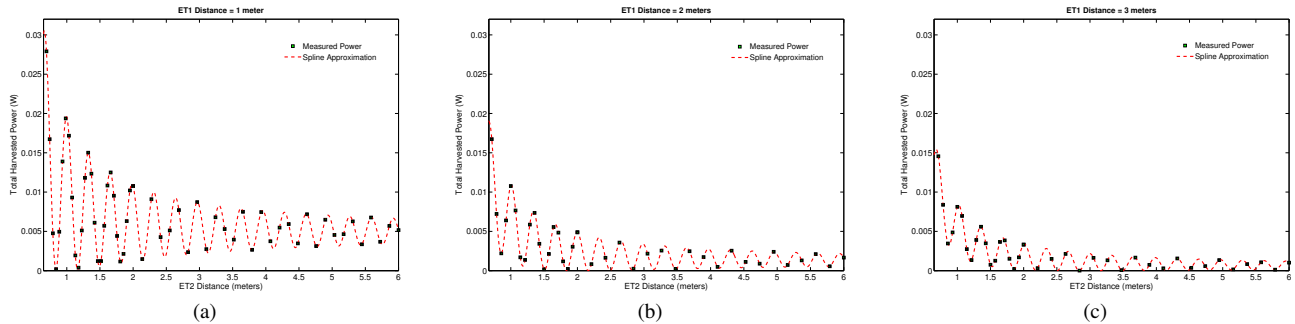 ET1 Distance = 1 meter
Total Harvested Power (W)
0.03
0.025
0.02
0.015
0.01
0.005
0
Measured Power
Spline Approximation
1 1.5 2 2.5 3 3.5 4 4.5 5 5.5 6
ET2 Distance (meters)
(a)
ET1 Distance = 2 meters
Total Harvested Power (W)
0.03
0.025
0.02
0.015
0.01
0.005
0
Measured Power
Spline Approximation
1 1.5 2 2.5 3 3.5 4 4.5 5 5.5 6
ET2 Distance (meters)
(b)
ET1 Distance = 3 meters
Total Harvested Power (W)
0.03
0.025
0.02
0.015
0.01
0.005
0
Measured Power
Spline Approximation
1 1.5 2 2.5 3 3.5 4 4.5 5 5.5 6
ET2 Distance (meters)
(c)